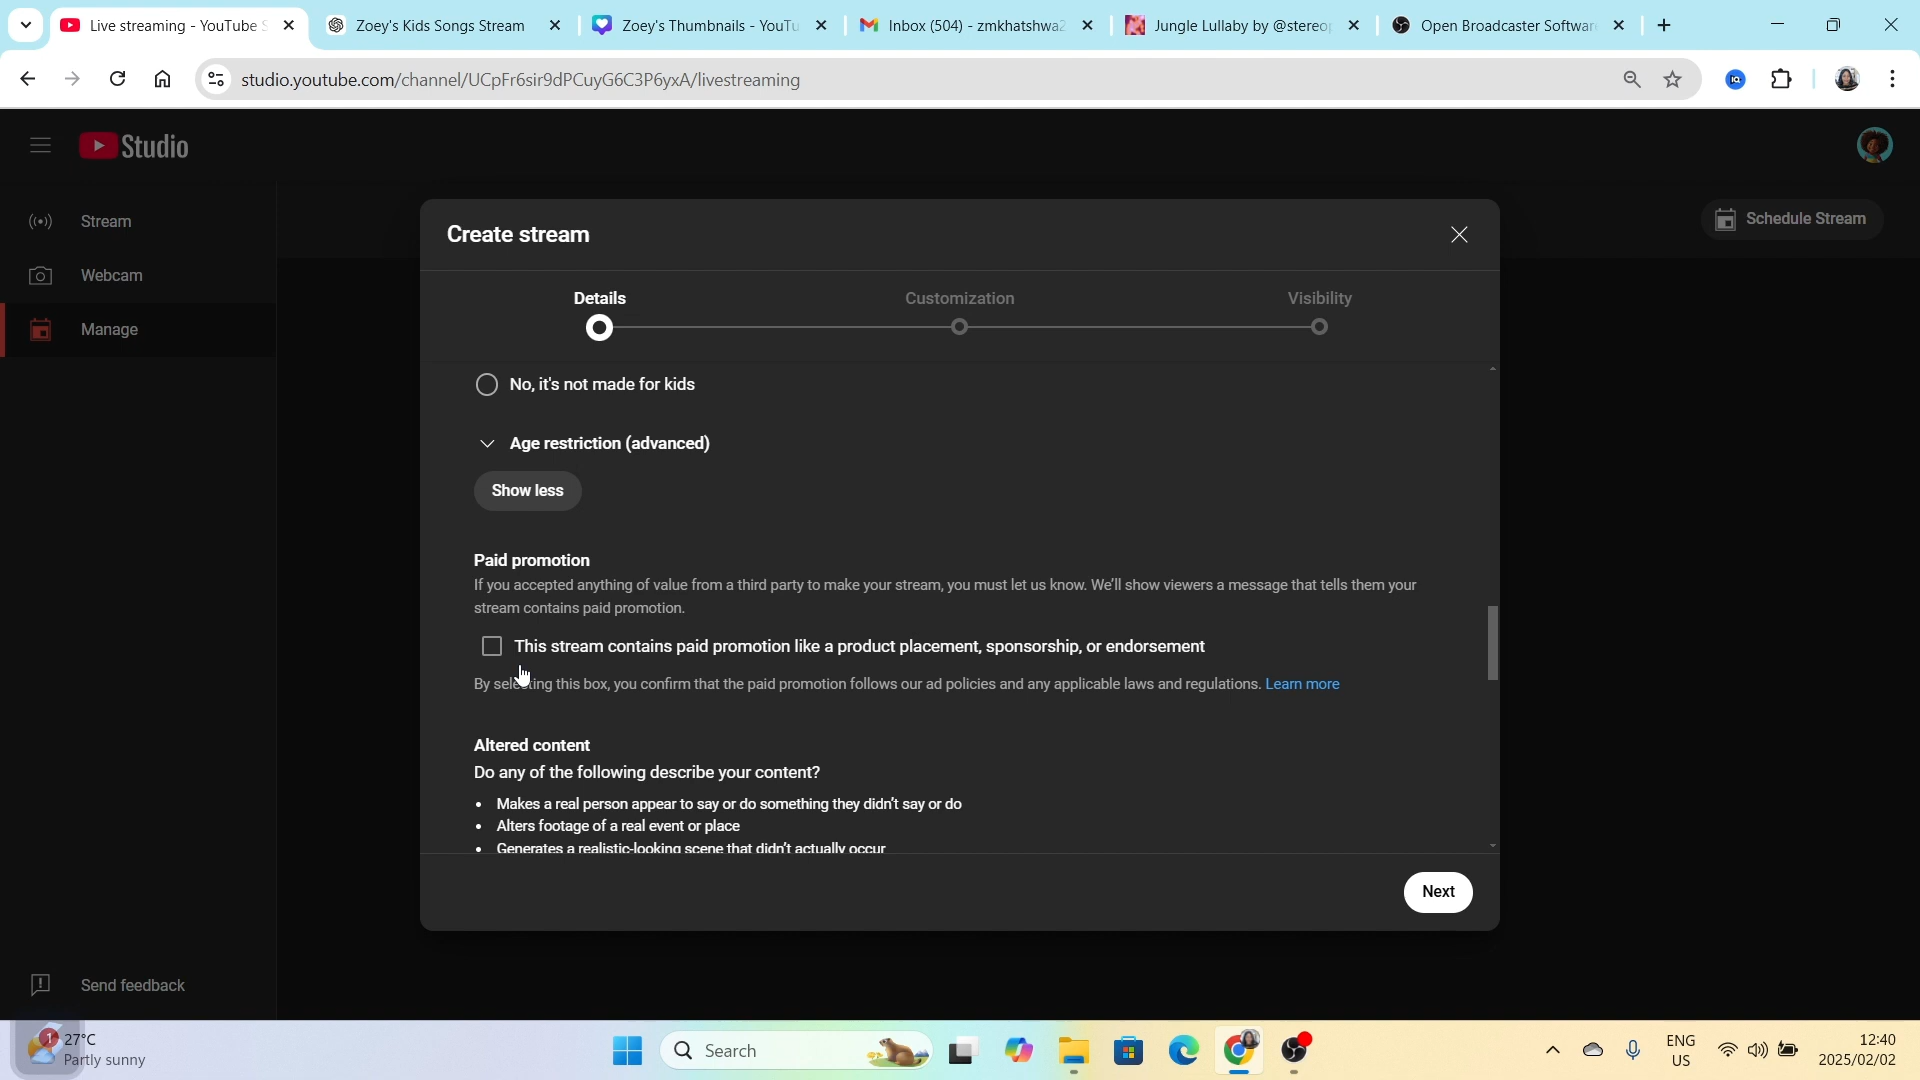 Live streaming - YouTube S
Zoey's Kids Songs Stream
Zoey's Thumbnails - YouTu
Inbox (504) - zmkhatshwa2
Jungle Lullaby by @stereop
Open Broadcaster Softwar
studio.youtube.com/channel/UCpFr6sir9dPCuyG6C3P6yxA/livestreaming
Studio
Stream
Webcam
Manage
Schedule Stream
Create stream
Details
Customization
Visibility
No, it's not made for kids
Age restriction (advanced)
Show less
Paid promotion
If you accepted anything of value from a third party to make your stream, you must let us know. We'll show viewers a message that tells them your
stream contains paid promotion.
This stream contains paid promotion like a product placement, sponsorship, or endorsement
By selecting this box, you confirm that the paid promotion follows our ad policies and any applicable laws and regulations. Learn more
Altered content
Do any of the following describe your content?
• Makes a real person appear to say or do something they didn't say or do
• Alters footage of a real event or place
• Generates a realistic-looking scene that didn't actually occur
Next
Send feedback
1
27°C
Partly sunny
Search
ENG
US
12:40
2025/02/02